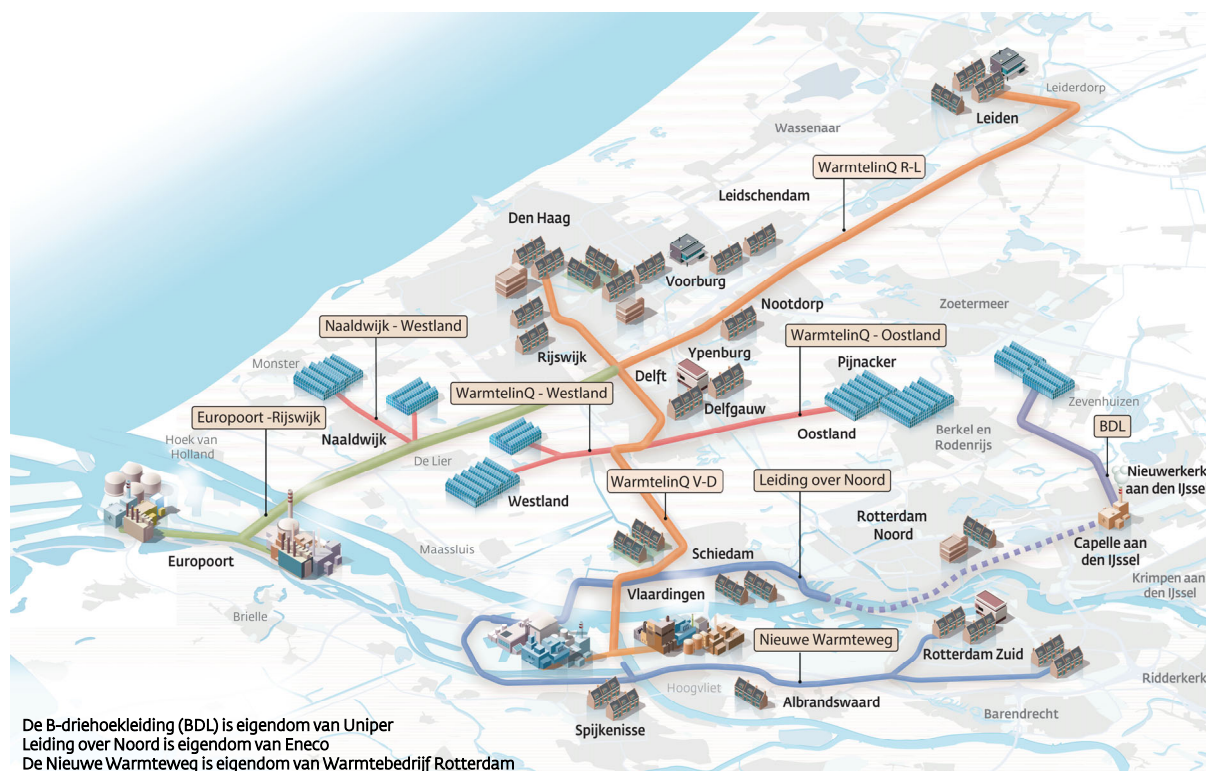 Leiderdorp
Leiden
Wassenaar
WarmtelinQ R-L
Leidschendam
Den Haag
Voorburg
Nootdorp
Zoetermeer
Naaldwijk - Westland
WarmtelinQ - Oostland
Rijswijk
Ypenburg
Monster
Delft
Pijnacker
WarmtelinQ - Westland
Zevenhuizen
Europoort -Rijswijk
Delfgauw
Naaldwijk
Oostland
Berkel en
Rodenrijs
BDL
Hoek van
Holland
De Lier
Westland
WarmtelinQ V-D
Leiding over Noord
Nieuwerkerk
aan den IJssel
Rotterdam
Noord
Maassluis
Schiedam
Capelle aan
den IJssel
Europoort
Krimpen aan
den IJssel
Vlaardingen
Brielle
Nieuwe Warmteweg
Rotterdam Zuid
Ridderkerk
Hoogvliet
Albrandswaard
Barendrecht
Spijkenisse
De B-driehoekleiding (BDL) is eigendom van Uniper
Leiding over Noord is eigendom van Eneco
De Nieuwe Warmteweg is eigendom van Warmtebedrijf Rotterdam